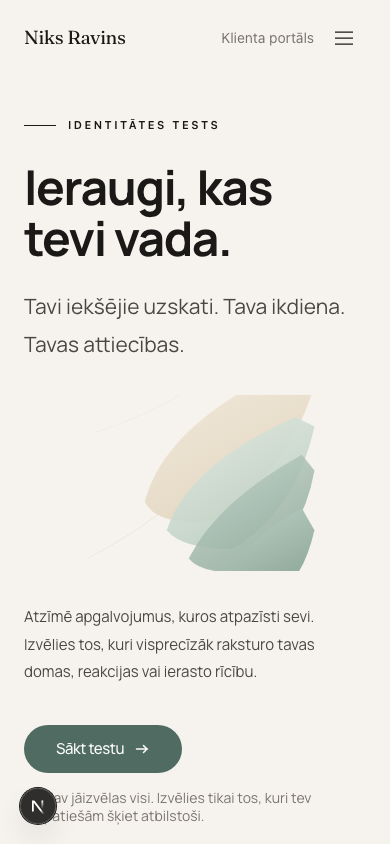 Niks Ravins
Klienta portāls
IDENTITĀTES TESTS
Ieraugi, kas
tevi vada.
Tavi iekšējie uzskati. Tava ikdiena.
Tavas attiecības.
Atzīmē apgalvojumus, kuros atpazīsti sevi.
Izvēlies tos, kuri visprecīzāk raksturo tavas
domas, reakcijas vai ierasto rīcību.
Sākt testu →
jāizvēlas visi. Izvēlies tikai tos, kuri tev
šķiet atbilstoši.
N